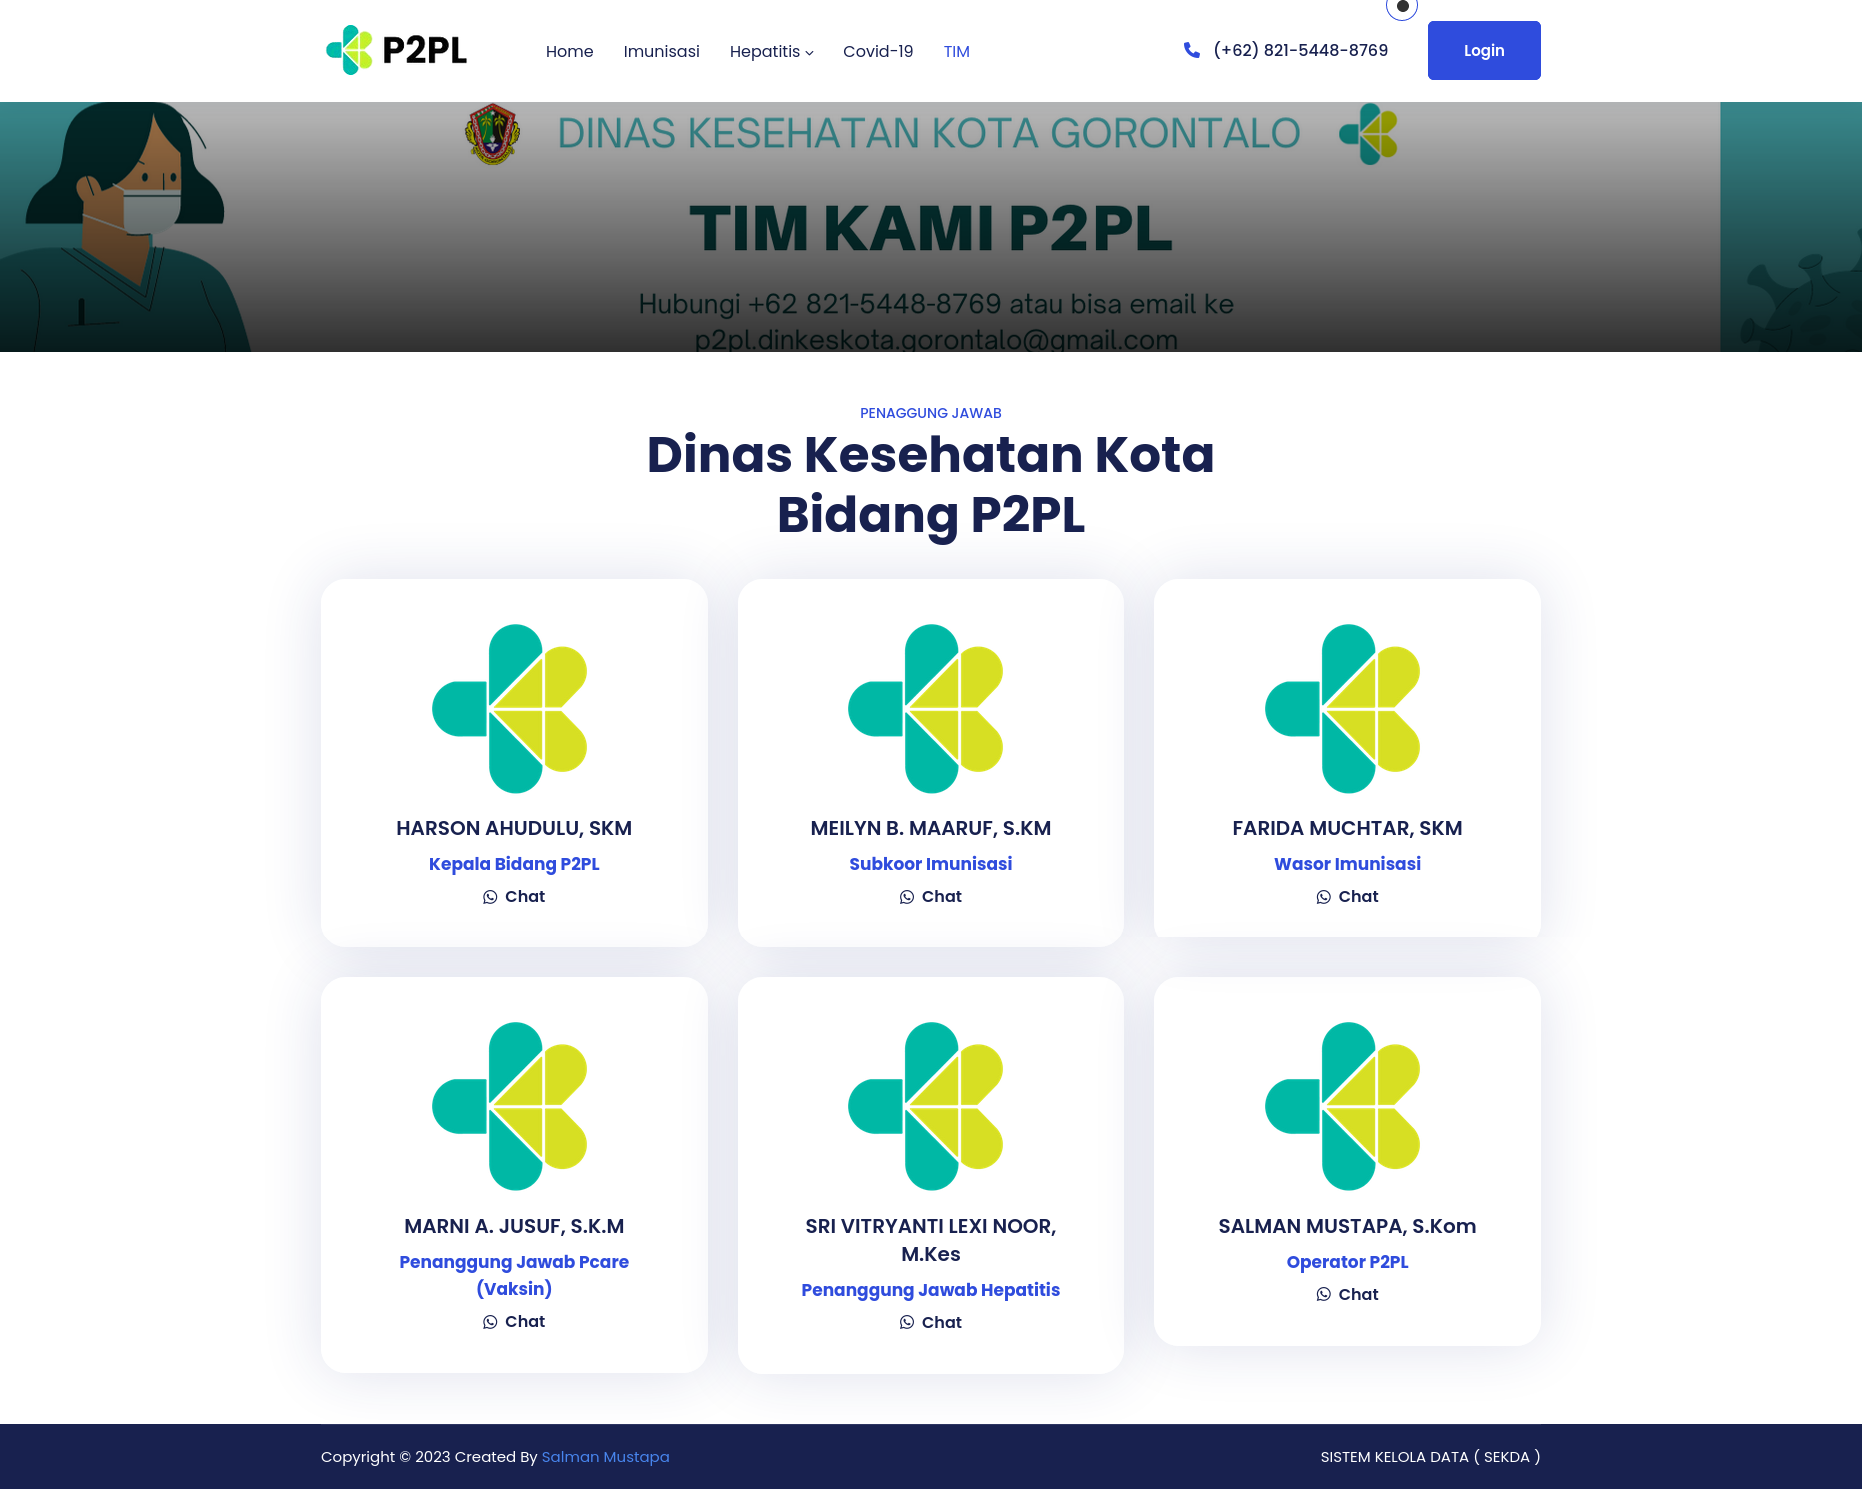 P2PL
Home
Imunisasi
Hepatitis
Covid-19
TIM
(+62) 821-5448-8769
Login
DINAS KESEHATAN KOTA GORONTALO
TIM KAMI P2PL
Hubungi +62 821-5448-8769 atau bisa email ke
p2pl.dinkeskota.gorontalo@gmail.com
PENAGGUNG JAWAB
Dinas Kesehatan Kota
Bidang P2PL
HARSON AHUDULU, SKM
Kepala Bidang P2PL
Chat
MEILYN B. MAARUF, S.KM
Subkoor Imunisasi
Chat
FARIDA MUCHTAR, SKM
Wasor Imunisasi
Chat
MARNI A. JUSUF, S.K.M
Penanggung Jawab Pcare
(Vaksin)
Chat
SRI VITRYANTI LEXI NOOR,
M.Kes
Penanggung Jawab Hepatitis
Chat
SALMAN MUSTAPA, S.Kom
Operator P2PL
Chat
Copyright © 2023 Created By Salman Mustapa
SISTEM KELOLA DATA ( SEKDA )